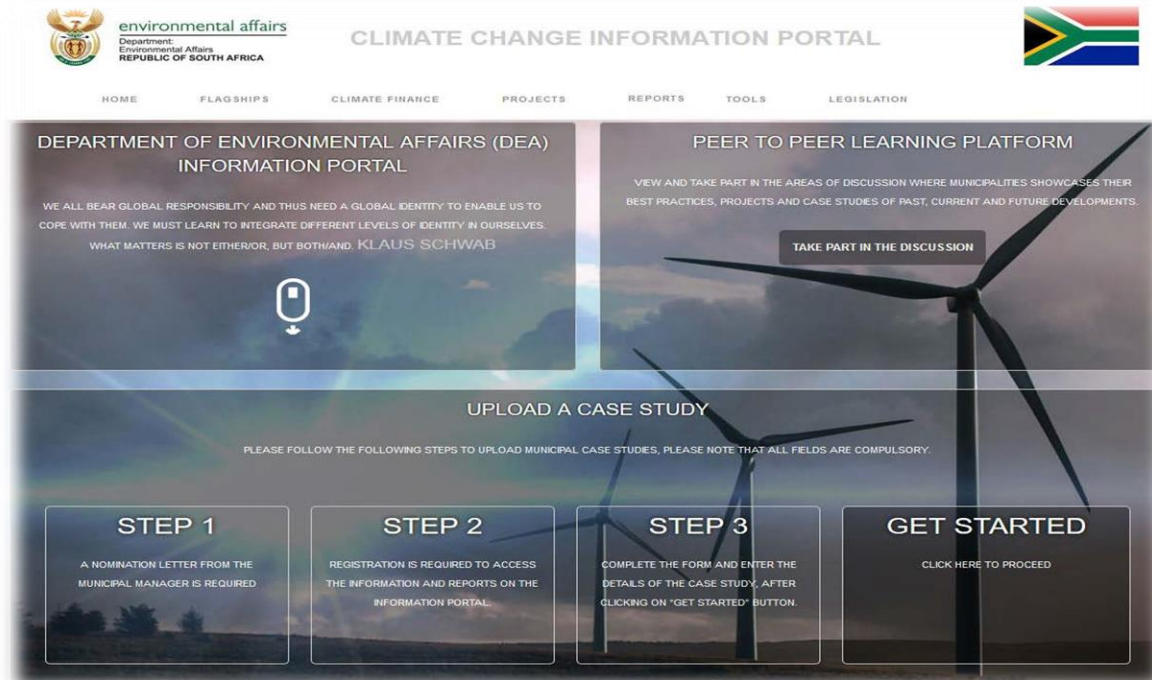 environmental affairs
Department:
Environmental Affairs
REPUBLIC OF SOUTH AFRICA
CLIMATE CHANGE INFORMATION PORTAL
HOME FLAGSHIPS CLIMATE FINANCE PROJECTS REPORTS TOOLS LEGISLATION
DEPARTMENT OF ENVIRONMENTAL AFFAIRS (DEA)
INFORMATION PORTAL
WE ALL BEAR GLOBAL RESPONSIBILITY AND THUS NEED A GLOBAL IDENTITY TO ENABLE US TO
COPE WITH THEM. WE MUST LEARN TO INTEGRATE DIFFERENT LEVELS OF IDENTITY IN OURSELVES.
WHAT MATTERS IS NOT EITHER/OR, BUT BOTH/AND. KLAUS SCHWAB
PEER TO PEER LEARNING PLATFORM
VIEW AND TAKE PART IN THE AREAS OF DISCUSSION WHERE MUNICIPALITIES SHOWCASES THEIR
BEST PRACTICES, PROJECTS AND CASE STUDIES OF PAST, CURRENT AND FUTURE DEVELOPMENTS.
TAKE PART IN THE DISCUSSION
UPLOAD A CASE STUDY
PLEASE FOLLOW THE FOLLOWING STEPS TO UPLOAD MUNICIPAL CASE STUDIES, PLEASE NOTE THAT ALL FIELDS ARE COMPULSORY.
STEP 1
A NOMINATION LETTER FROM THE
MUNICIPAL MANAGER IS REQUIRED
STEP 2
REGISTRATION IS REQUIRED TO ACCESS
THE INFORMATION AND REPORTS ON THE
INFORMATION PORTAL.
STEP 3
COMPLETE THE FORM AND ENTER THE
DETAILS OF THE CASE STUDY, AFTER
CLICKING ON "GET STARTED" BUTTON.
GET STARTED
CLICK HERE TO PROCEED